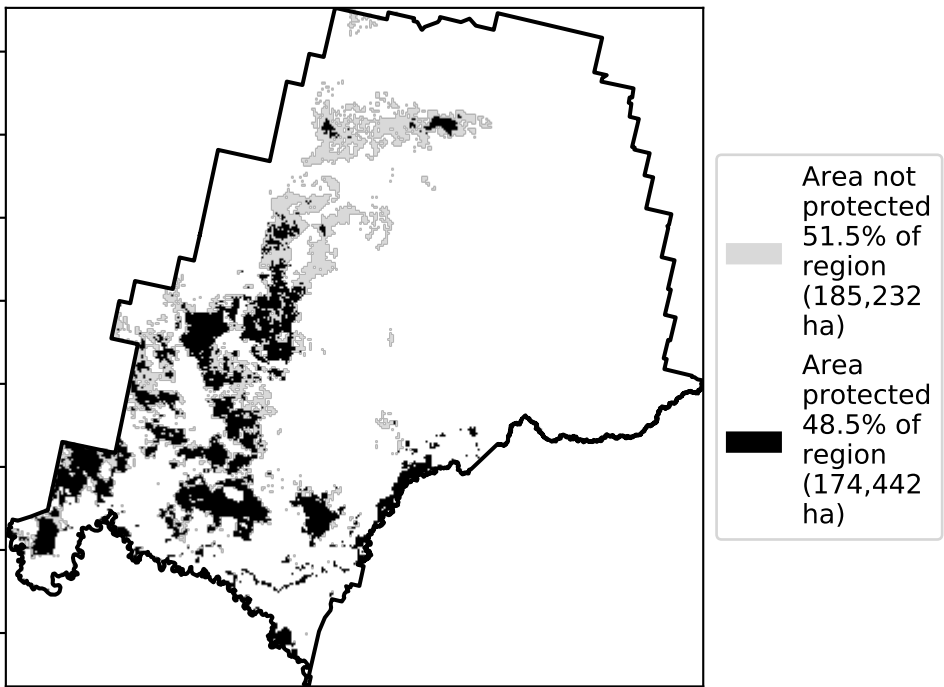 Area not
protected
51.5% of
region
(185,232
ha)
Area
protected
48.5% of
region
(174,442
ha)